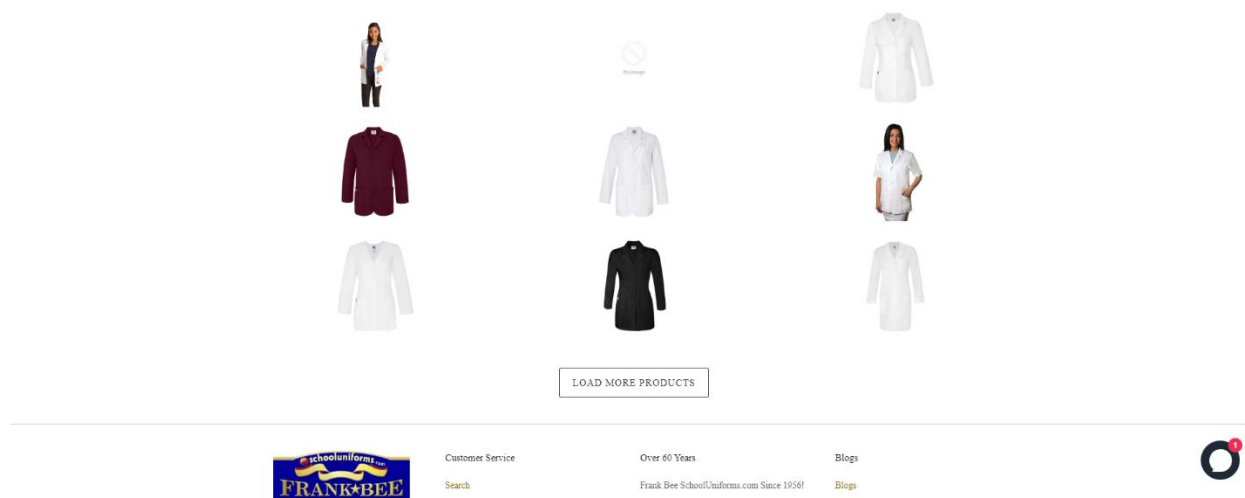 No image
LOAD MORE PRODUCTS
schooluniforms.com
FRANK★BEE
Customer Service
Search
Over 60 Years
Frank Bee SchoolUniforms.com Since 1956!
Blogs
Blogs
1